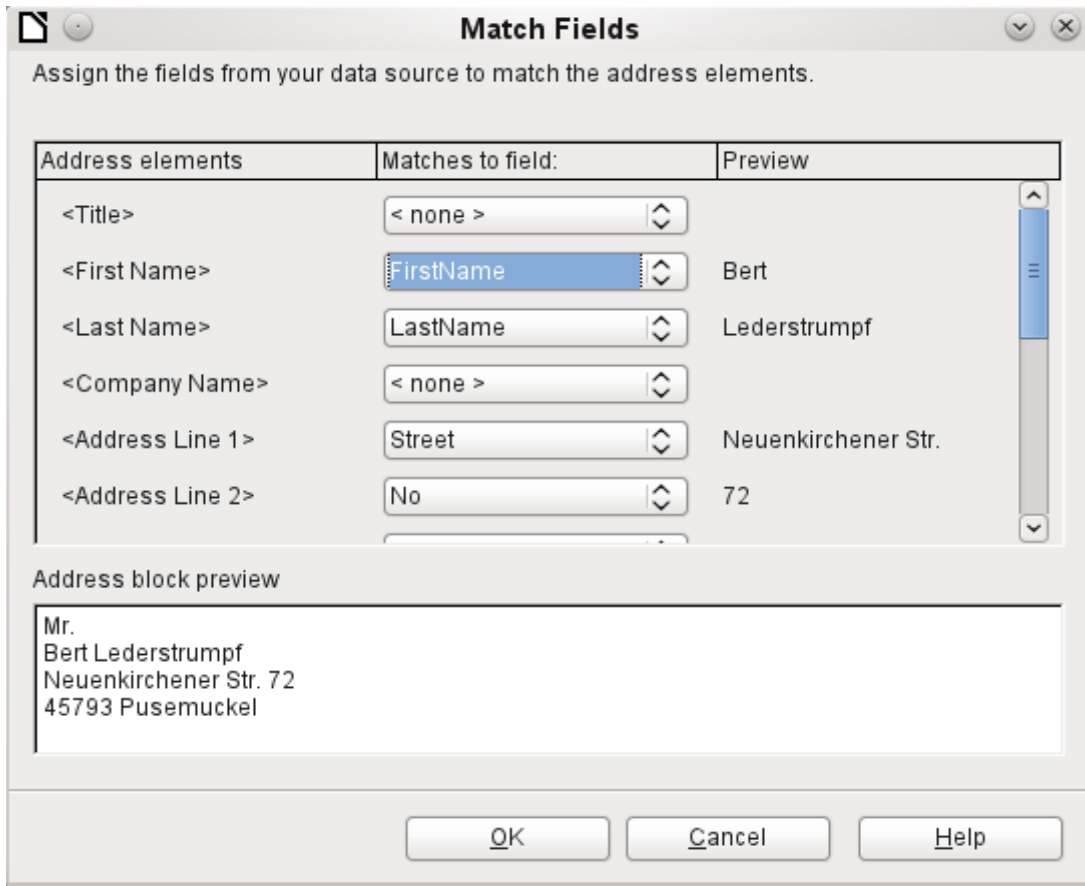 Match Fields
Assign the fields from your data source to match the address elements.
Address elements Matches to field: Preview
<Title> < none >
<First Name> FirstName Bert
<Last Name> LastName Lederstrumpf
<Company Name> < none >
<Address Line 1> Street Neuenkirchener Str.
<Address Line 2> No 72
Address block preview
Mr.
Bert Lederstrumpf
Neuenkirchener Str. 72
45793 Pusemuckel
OK Cancel Help